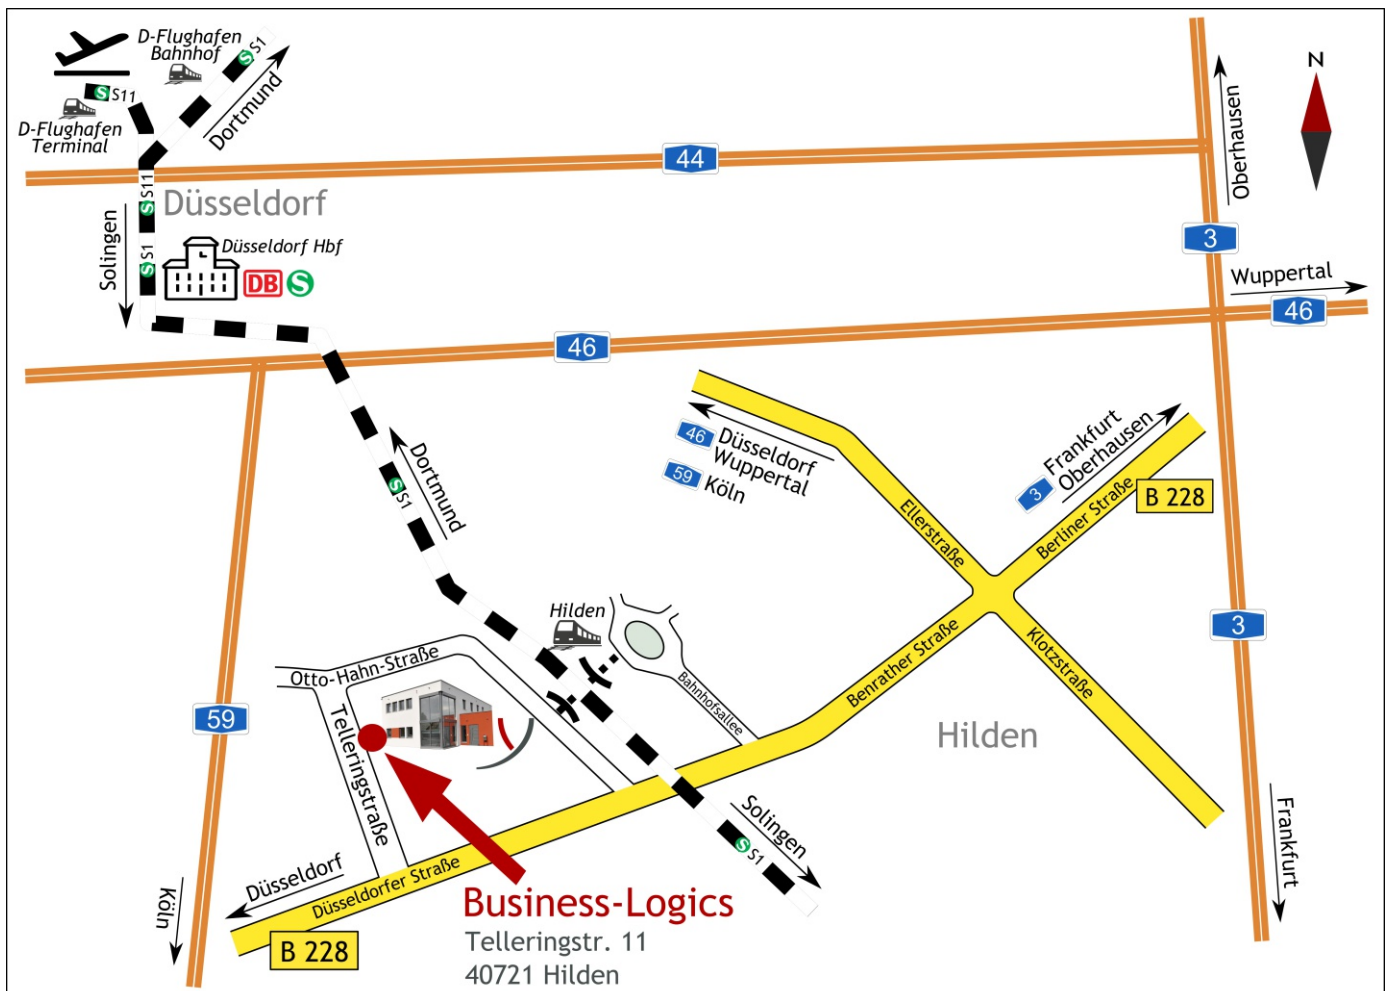 D-Flughafen
Bahnhof
S1
Dortmund
S
S11
D-Flughafen
Terminal
N
Oberhausen
44
S11
S
Düsseldorf
Solingen
S1
S
Düsseldorf Hbf
DB
S
3
Wuppertal
46
46
Dortmund
S
S1
46
Düsseldorf
Wuppertal
59
Köln
3
Frankfurt
Oberhausen
B 228
Ellerstraße
Berliner Straße
Hilden
Otto-Hahn-Straße
Telleringstraße
Bahnhofsallee
Benrather Straße
Klotzstraße
3
59
Hilden
Solingen
S
S1
Frankfurt
Köln
Düsseldorf
Düsseldorfer Straße
B 228
Business-Logics
Telleringstr. 11
40721 Hilden